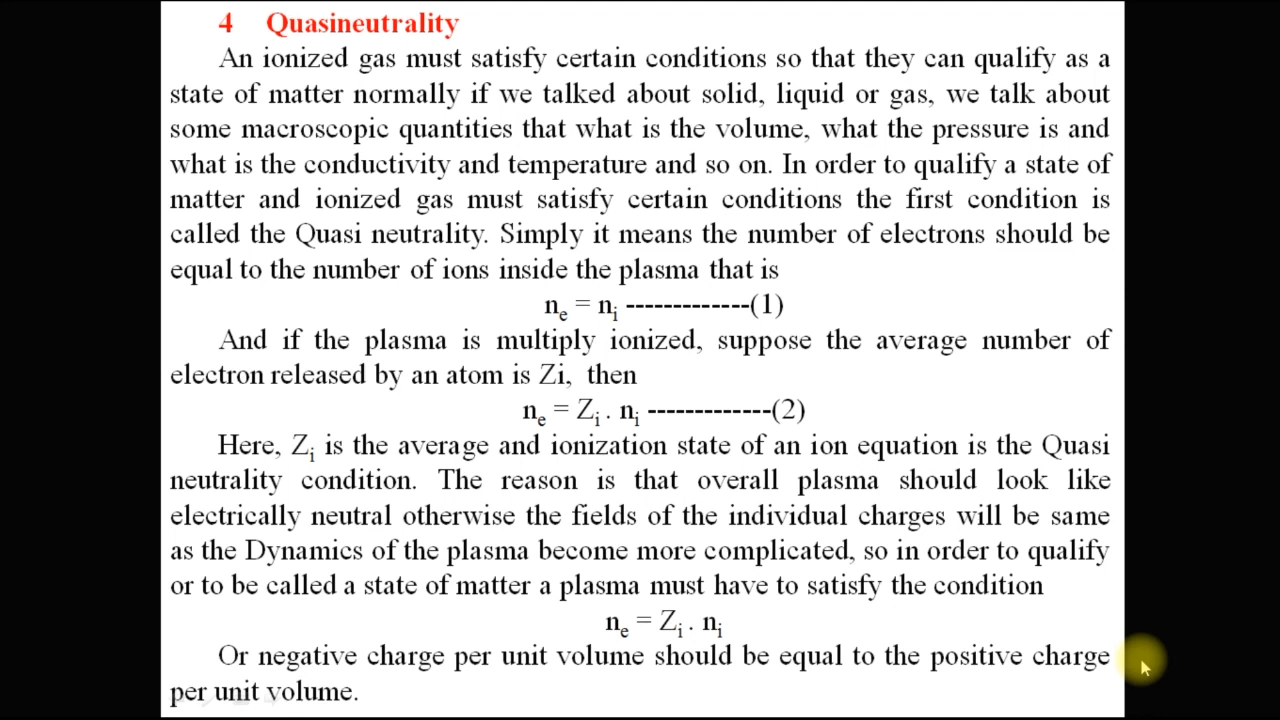 4 Quasineutrality
An ionized gas must satisfy certain conditions so that they can qualify as a
state of matter normally if we talked about solid, liquid or gas, we talk about
some macroscopic quantities that what is the volume, what the pressure is and
what is the conductivity and temperature and so on. In order to qualify a state of
matter and ionized gas must satisfy certain conditions the first condition is
called the Quasi neutrality. Simply it means the number of electrons should be
equal to the number of ions inside the plasma that is
nₑ = nᵢ -------------(1)
And if the plasma is multiply ionized, suppose the average number of
electron released by an atom is Zi, then
nₑ = Zᵢ . nᵢ -------------(2)
Here, Zᵢ is the average and ionization state of an ion equation is the Quasi
neutrality condition. The reason is that overall plasma should look like
electrically neutral otherwise the fields of the individual charges will be same
as the Dynamics of the plasma become more complicated, so in order to qualify
or to be called a state of matter a plasma must have to satisfy the condition
nₑ = Zᵢ . nᵢ
Or negative charge per unit volume should be equal to the positive charge
per unit volume.